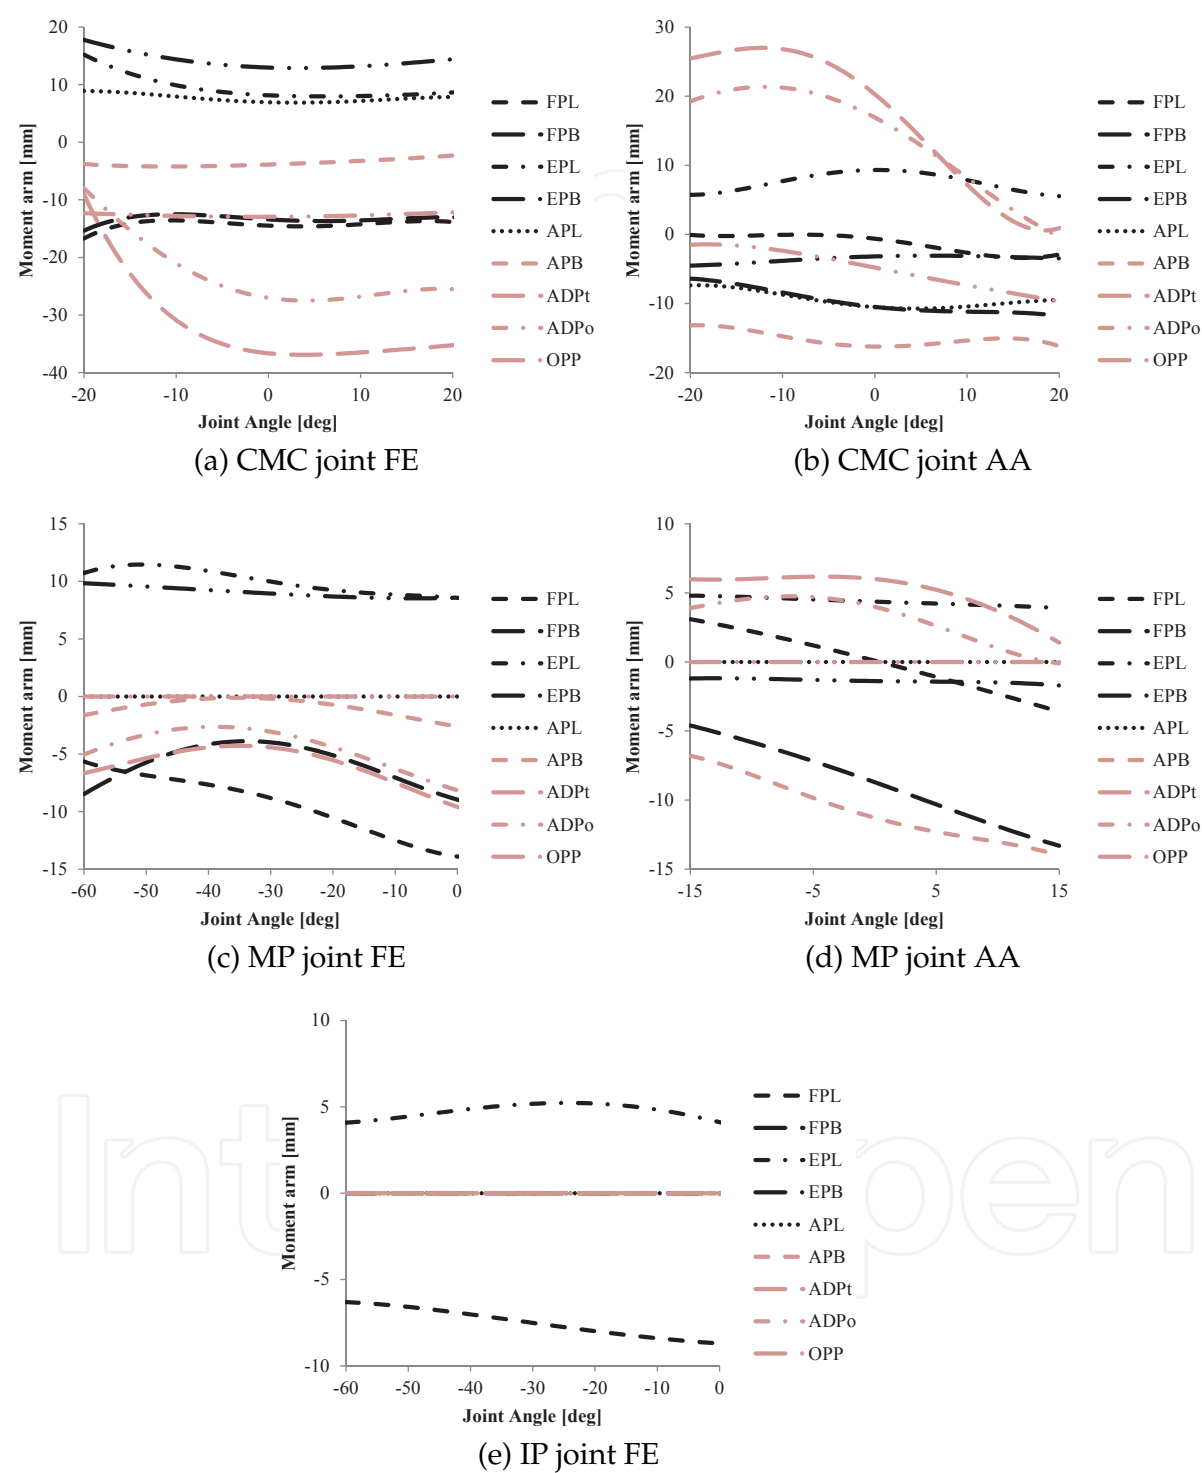 20
10
0
-10
-20
-30
-40
-20
-10
0
10
20
Moment arm [mm]
Joint Angle [deg]
FPL
FPB
EPL
EPB
APL
APB
ADPt
ADPo
OPP
(a) CMC joint FE
30
20
10
0
-10
-20
-20
-10
0
10
20
Moment arm [mm]
Joint Angle [deg]
FPL
FPB
EPL
EPB
APL
APB
ADPt
ADPo
OPP
(b) CMC joint AA
15
10
5
0
-5
-10
-15
-60
-50
-40
-30
-20
-10
0
Moment arm [mm]
Joint Angle [deg]
FPL
FPB
EPL
EPB
APL
APB
ADPt
ADPo
OPP
(c) MP joint FE
10
5
0
-5
-10
-15
-15
-5
5
15
Moment arm [mm]
Joint Angle [deg]
FPL
FPB
EPL
EPB
APL
APB
ADPt
ADPo
OPP
(d) MP joint AA
10
5
0
-5
-10
-60
-50
-40
-30
-20
-10
0
Moment arm [mm]
Joint Angle [deg]
FPL
FPB
EPL
EPB
APL
APB
ADPt
ADPo
OPP
(e) IP joint FE